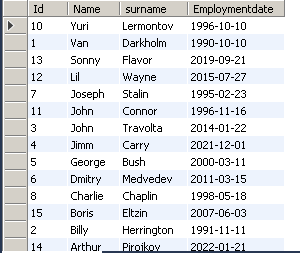 Id Name surname Employmentdate
10 Yuri Lermontov 1996-10-10
1 Van Darkholm 1990-10-10
13 Sonny Flavor 2019-09-21
12 Lil Wayne 2015-07-27
7 Joseph Stalin 1995-02-23
11 John Connor 1996-11-16
3 John Travolta 2014-01-22
4 Jimm Carry 2021-12-01
5 George Bush 2000-03-11
6 Dmitry Medvedev 2011-03-15
8 Charlie Chaplin 1998-05-18
15 Boris Eltzin 2007-06-03
2 Billy Herrington 1991-11-11
14 Arthur Pirojkov 2022-01-21